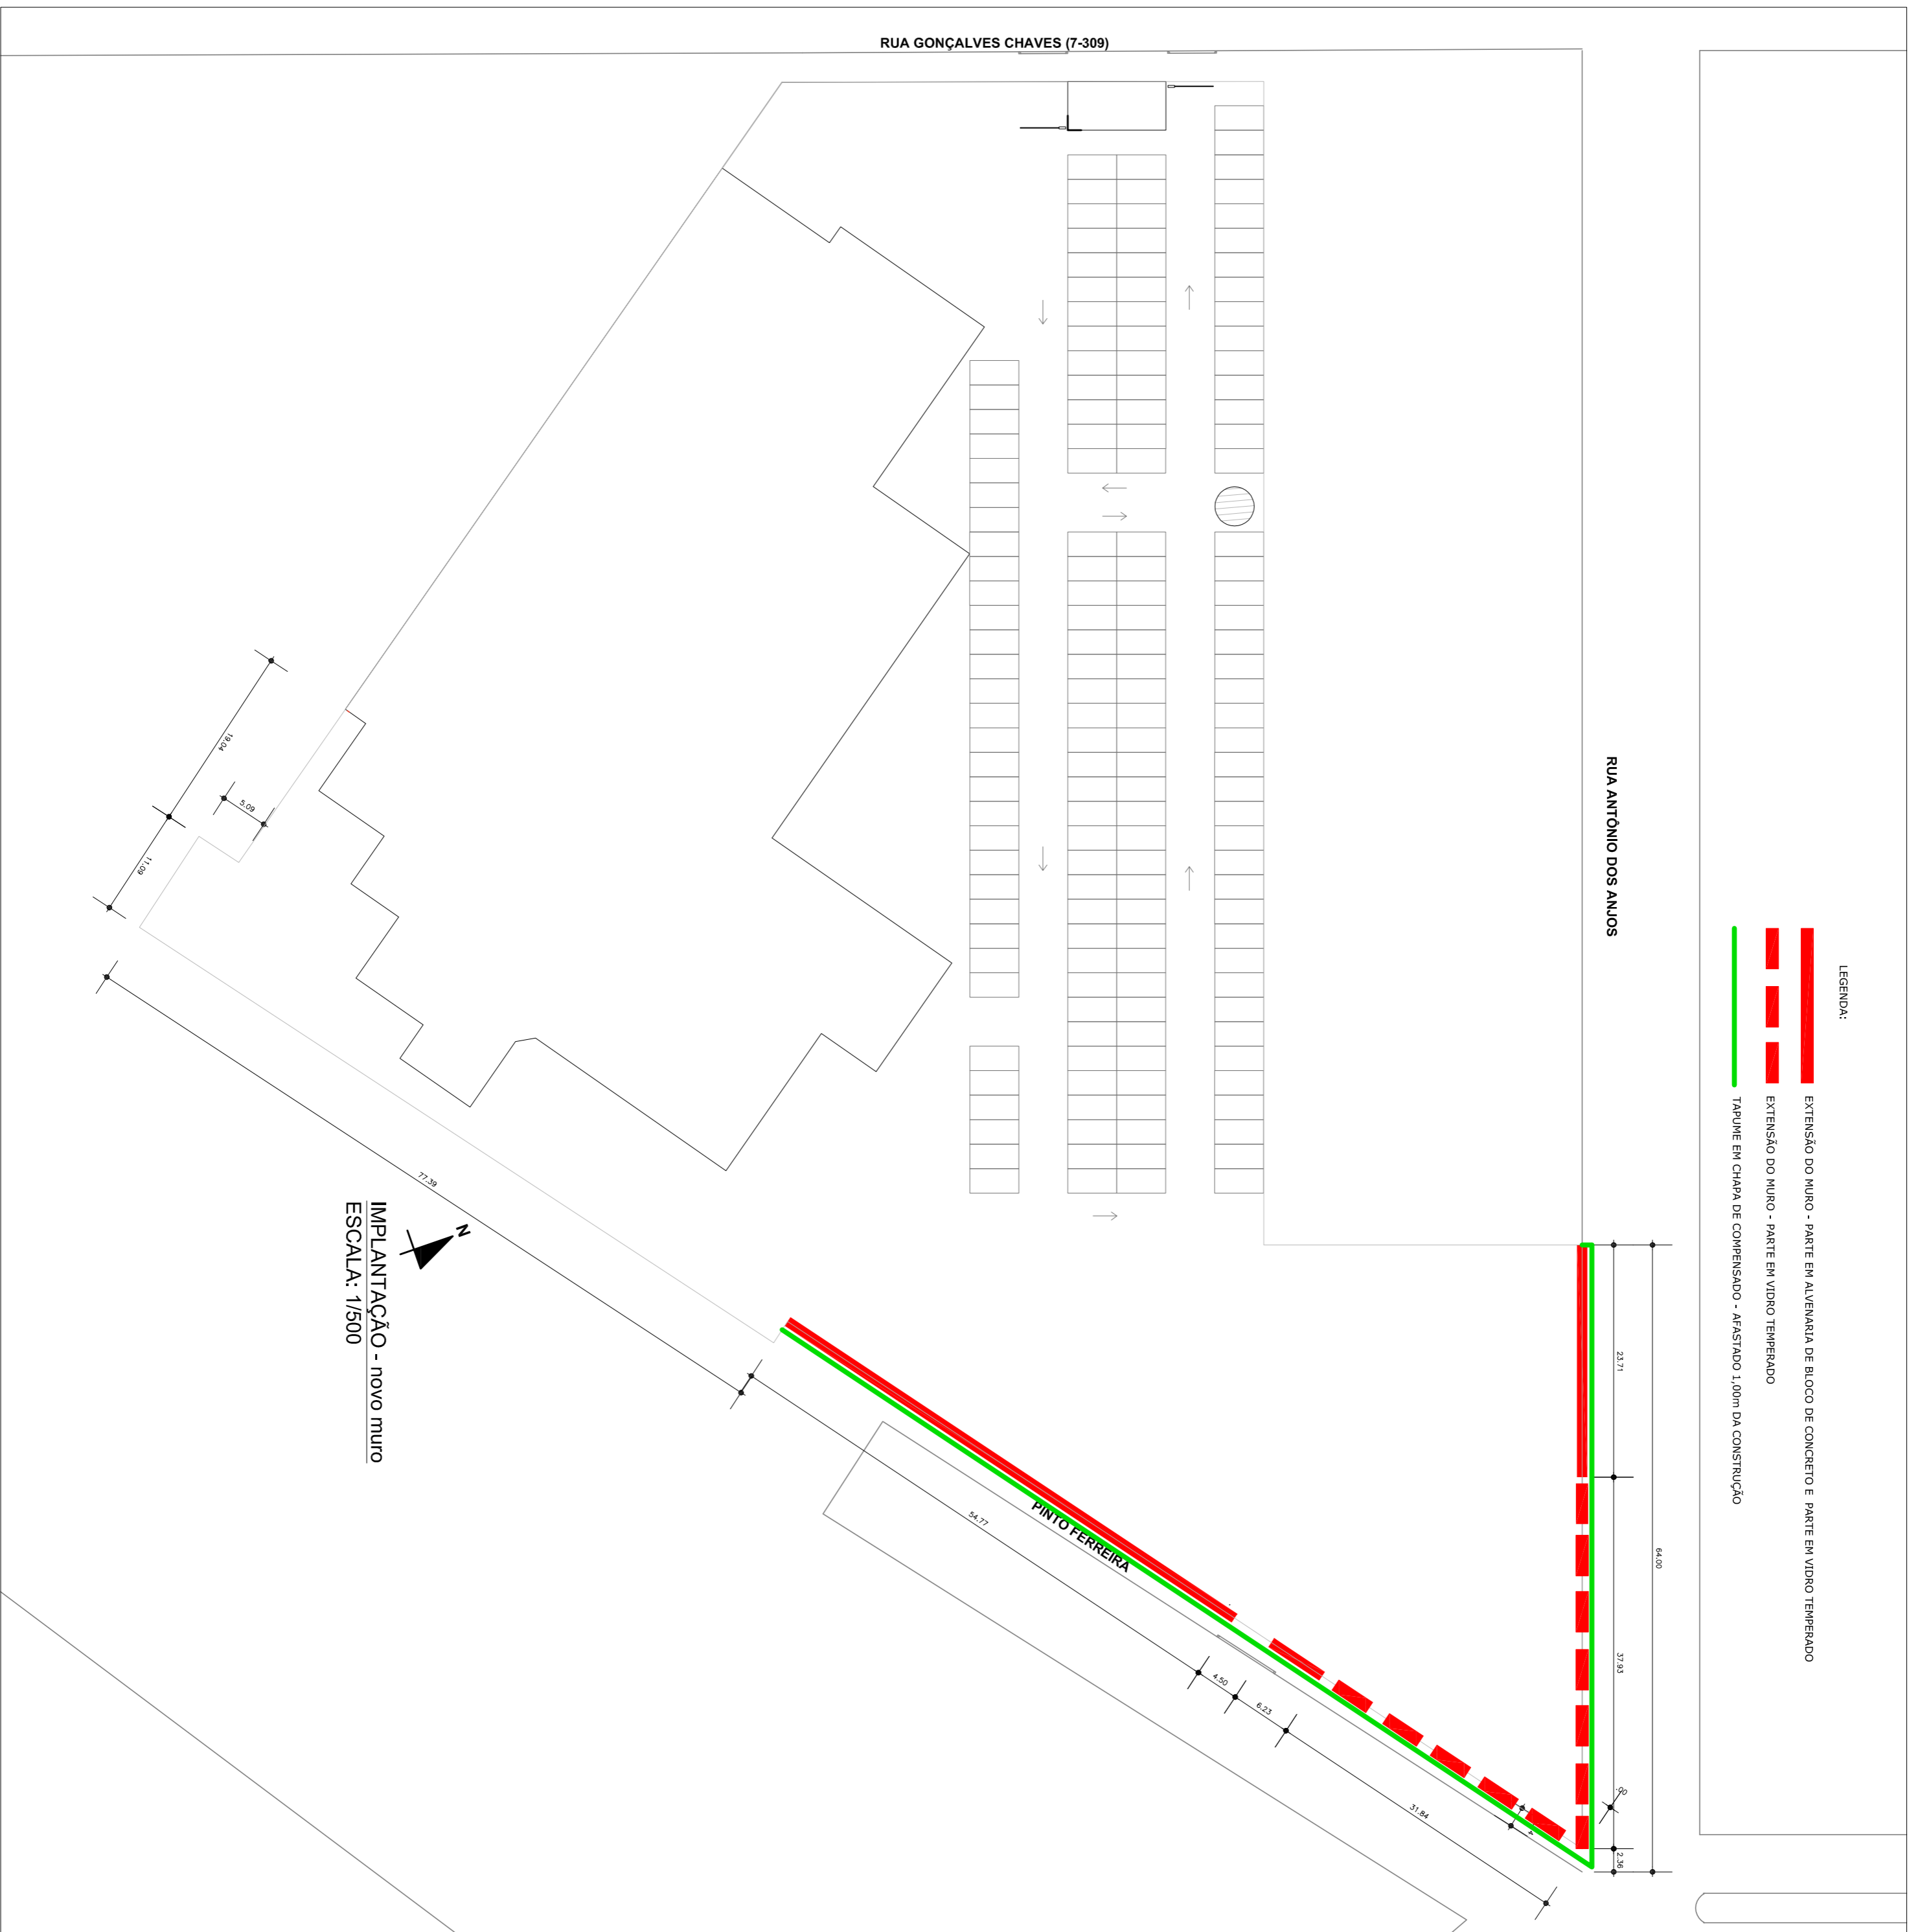 RUA GONÇALVES CHAVES (7-309)
RUA ANTÔNIO DOS ANJOS
LEGENDA:
EXTENSÃO DO MURO - PARTE EM ALVENARIA DE BLOCO DE CONCRETO E PARTE EM VIDRO TEMPERADO
EXTENSÃO DO MURO - PARTE EM VIDRO TEMPERADO
TAPUME EM CHAPA DE COMPENSADO - AFASTADO 1,00m DA CONSTRUÇÃO
19.04
5.09
11.09
77.39
N
IMPLANTAÇÃO - novo muro
ESCALA: 1/500
PINTO FERREIRA
54.77
4.50
6.23
31.84
23.71
64.00
37.93
2.36
.00